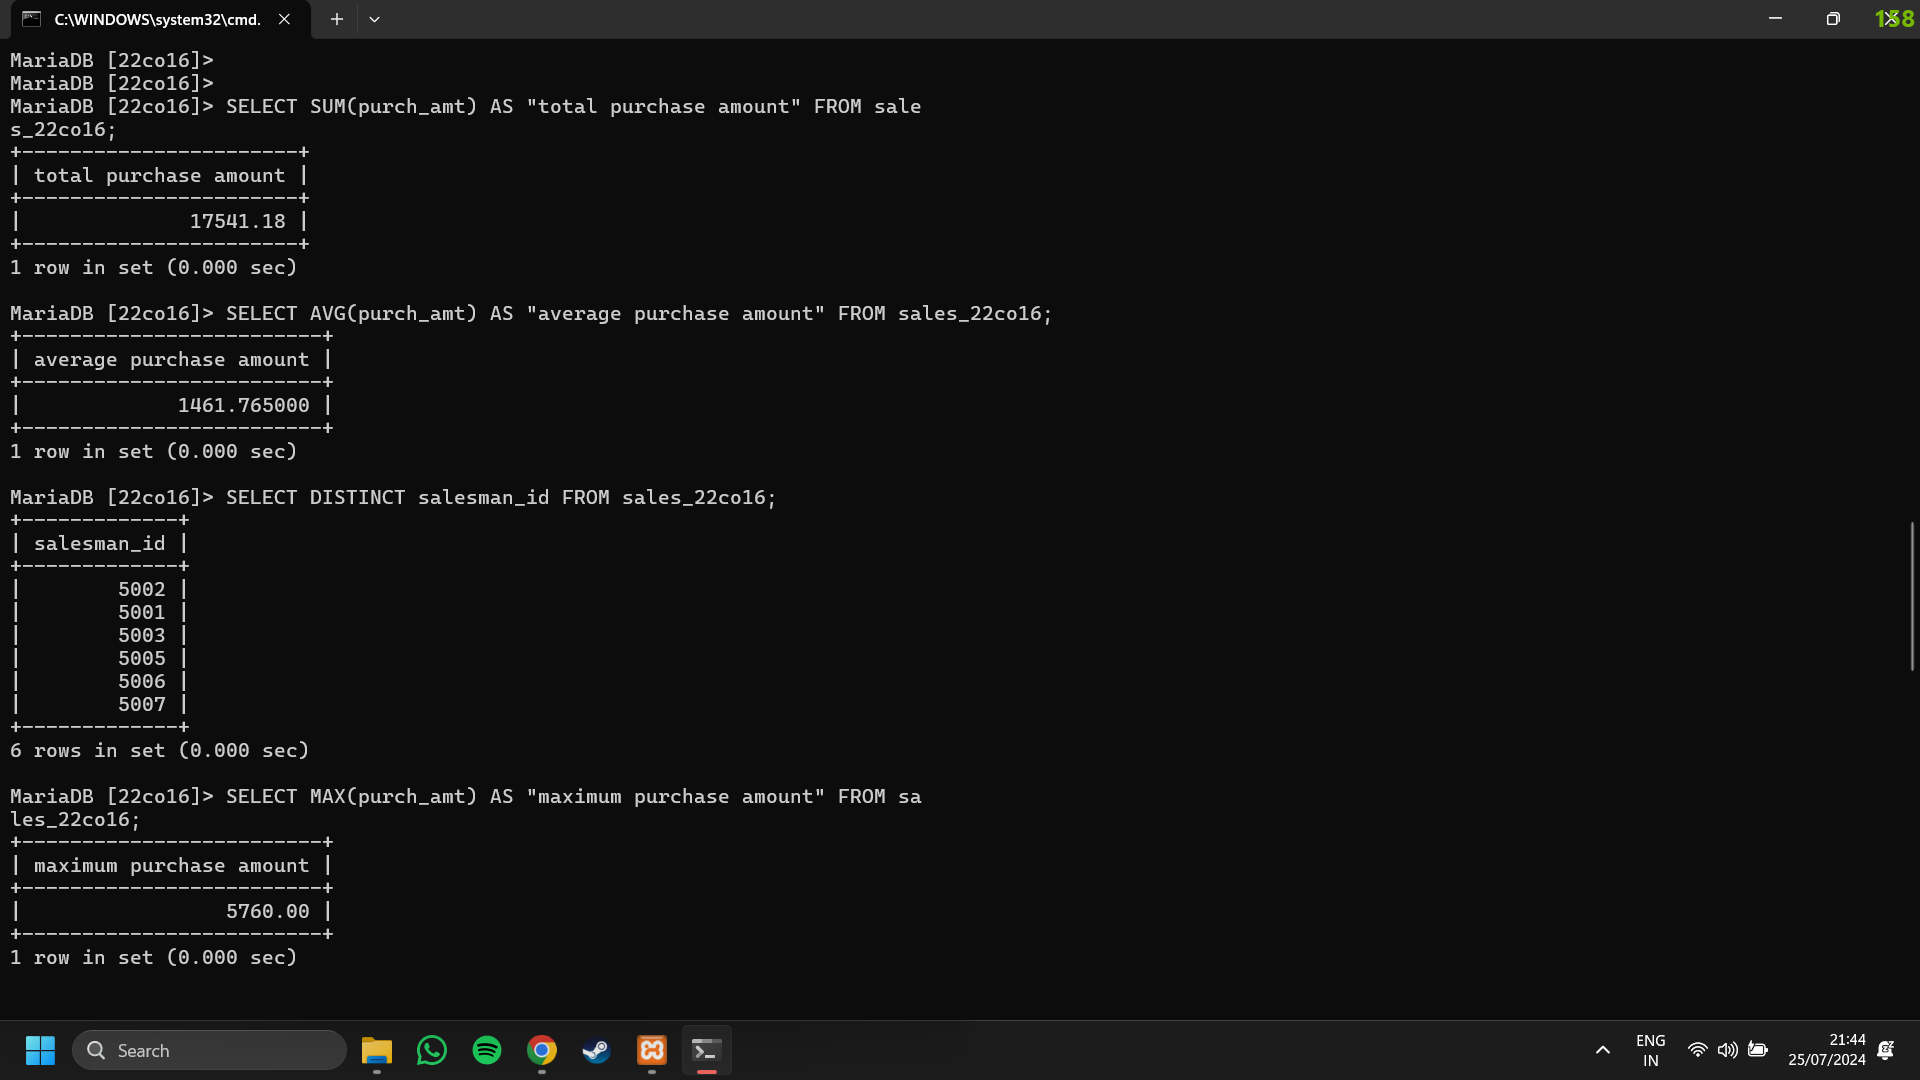 C:\WINDOWS\system32\cmd.
158
MariaDB [22co16]>
MariaDB [22co16]>
MariaDB [22co16]> SELECT SUM(purch_amt) AS "total purchase amount" FROM sale
s_22co16;
+-----------------------+
| total purchase amount |
+-----------------------+
|              17541.18 |
+-----------------------+
1 row in set (0.000 sec)

MariaDB [22co16]> SELECT AVG(purch_amt) AS "average purchase amount" FROM sales_22co16;
+-------------------------+
| average purchase amount |
+-------------------------+
|             1461.765000 |
+-------------------------+
1 row in set (0.000 sec)

MariaDB [22co16]> SELECT DISTINCT salesman_id FROM sales_22co16;
+-------------+
| salesman_id |
+-------------+
|        5002 |
|        5001 |
|        5003 |
|        5005 |
|        5006 |
|        5007 |
+-------------+
6 rows in set (0.000 sec)

MariaDB [22co16]> SELECT MAX(purch_amt) AS "maximum purchase amount" FROM sa
les_22co16;
+-------------------------+
| maximum purchase amount |
+-------------------------+
|                 5760.00 |
+-------------------------+
1 row in set (0.000 sec)
Search
ENG
IN
21:44
25/07/2024